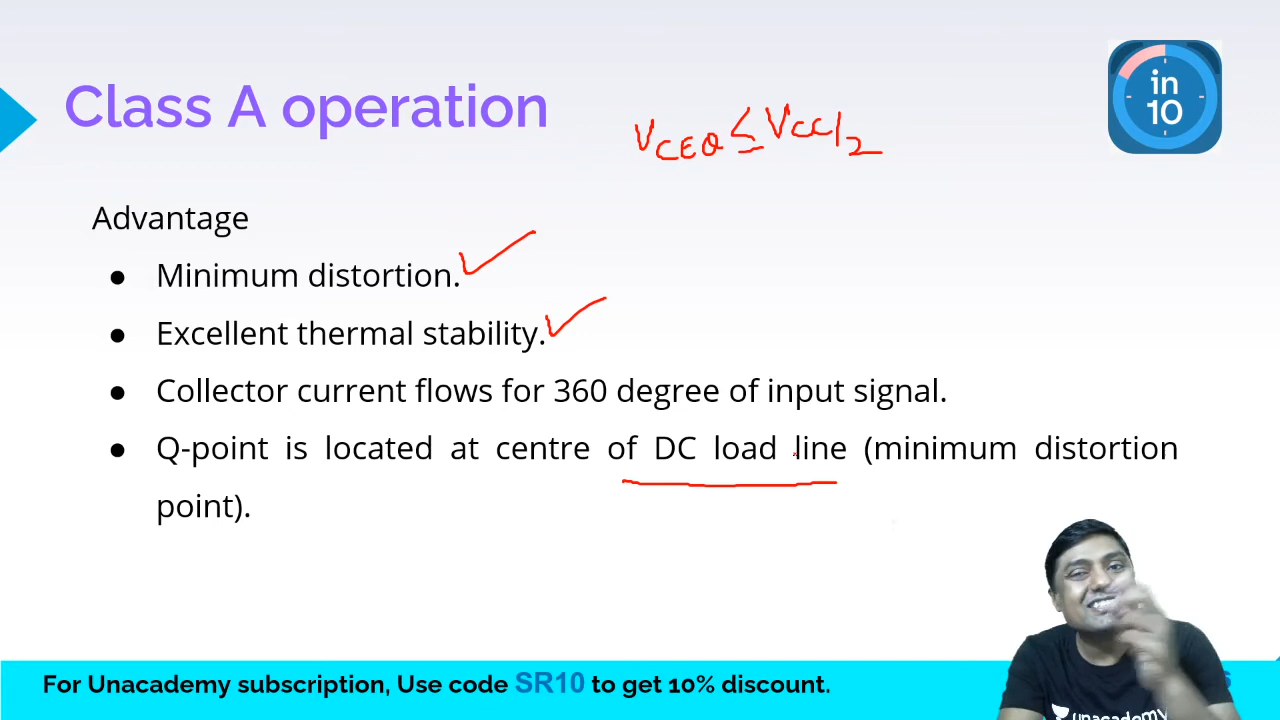 in
10
Class A operation
VCEQ ≤ VCC/2
Advantage
● Minimum distortion.
● Excellent thermal stability.
● Collector current flows for 360 degree of input signal.
● Q-point is located at centre of DC load line (minimum distortion
point).
For Unacademy subscription, Use code SR10 to get 10% discount.
unacademy